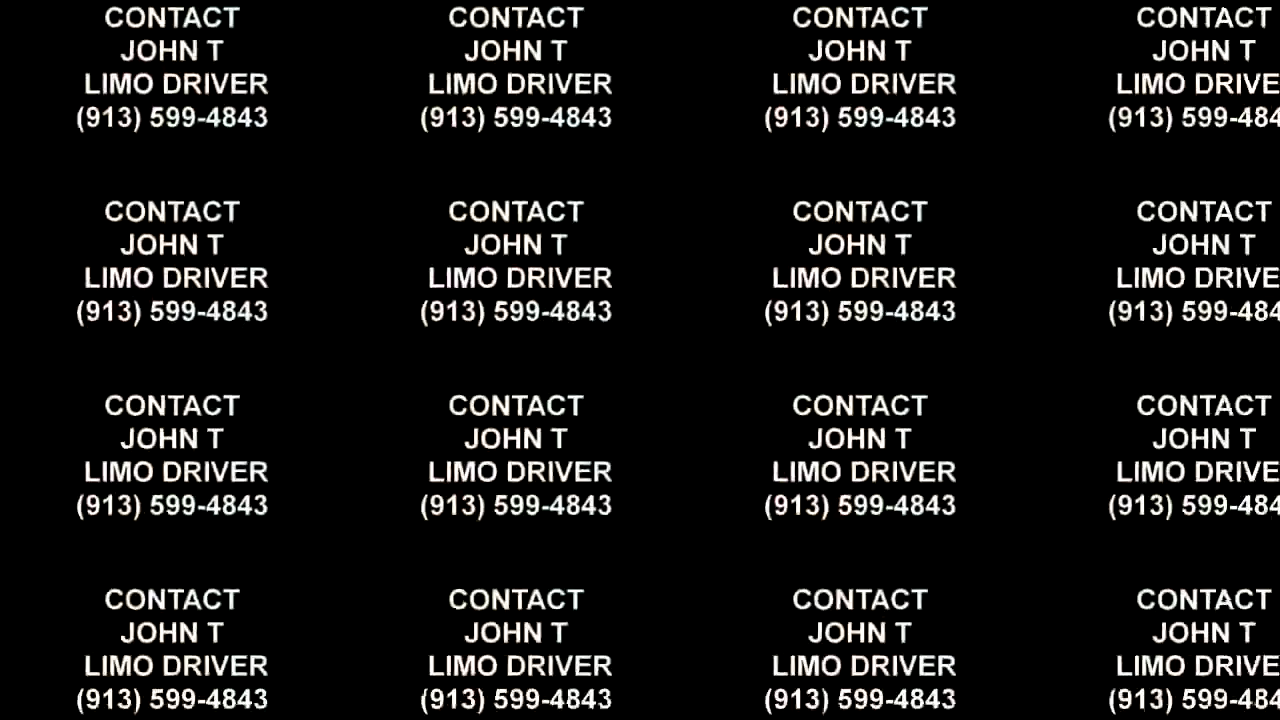 CONTACT CONTACT CONTACT CONTACT
JOHN T JOHN T JOHN T JOHN T
LIMO DRIVER LIMO DRIVER LIMO DRIVER LIMO DRIVE
(913) 599-4843 (913) 599-4843 (913) 599-4843 (913) 599-484
CONTACT CONTACT CONTACT CONTACT
JOHN T JOHN T JOHN T JOHN T
LIMO DRIVER LIMO DRIVER LIMO DRIVER LIMO DRIVE
(913) 599-4843 (913) 599-4843 (913) 599-4843 (913) 599-484
CONTACT CONTACT CONTACT CONTACT
JOHN T JOHN T JOHN T JOHN T
LIMO DRIVER LIMO DRIVER LIMO DRIVER LIMO DRIVE
(913) 599-4843 (913) 599-4843 (913) 599-4843 (913) 599-484
CONTACT CONTACT CONTACT CONTACT
JOHN T JOHN T JOHN T JOHN T
LIMO DRIVER LIMO DRIVER LIMO DRIVER LIMO DRIVE
(913) 599-4843 (913) 599-4843 (913) 599-4843 (913) 599-484